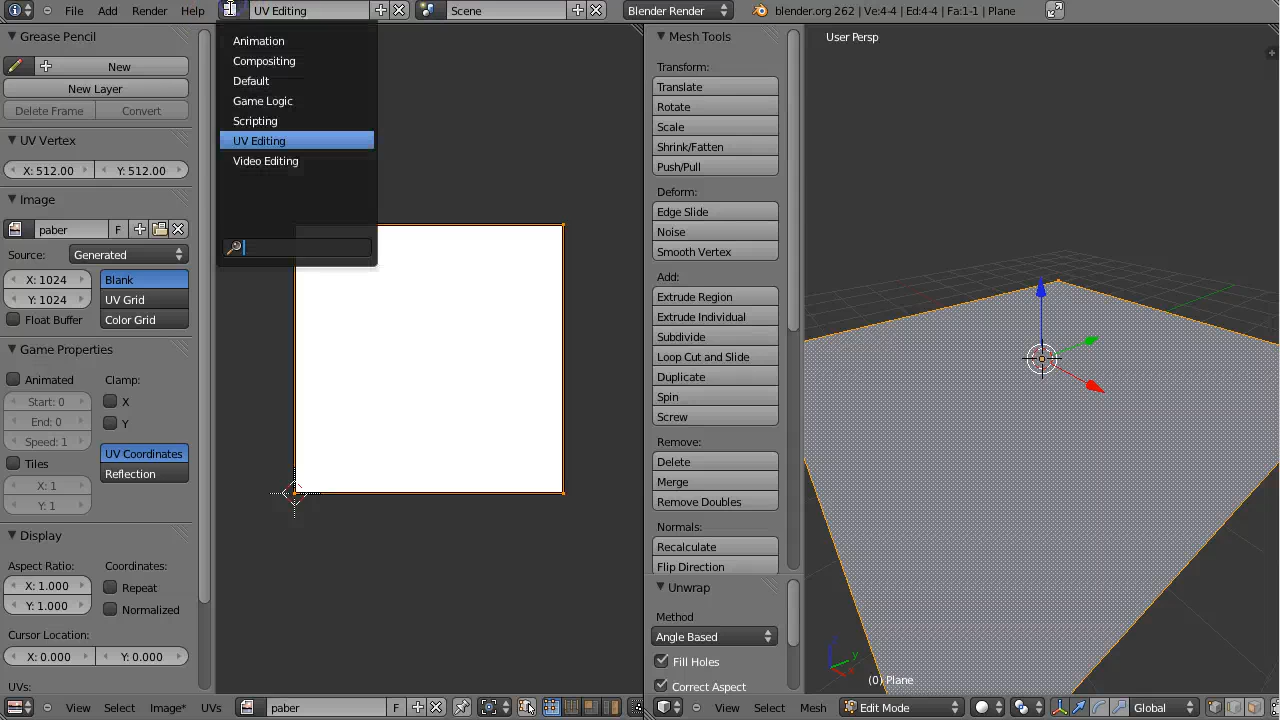 File Add Render Help UV Editing Scene Blender Render blender.org 262 | Ve:4-4 | Ed:4-4 | Fa:1-1 | Plane
Grease Pencil
New
New Layer
Delete Frame Convert
UV Vertex
X: 512.00 Y: 512.00
Image
paber F
Source: Generated
X: 1024 Blank
Y: 1024 UV Grid
Float Buffer Color Grid
Game Properties
Animated Clamp:
Start: 0 X
End: 0 Y
Speed: 1
UV Coordinates
Tiles Reflection
X: 1
Y: 1
Display
Aspect Ratio: Coordinates:
X: 1.000 Repeat
Y: 1.000 Normalized
Cursor Location:
X: 0.000 Y: 0.000
UVs:
Animation
Compositing
Default
Game Logic
Scripting
UV Editing
Video Editing
View Select Image* UVs paber F
Mesh Tools
Transform:
Translate
Rotate
Scale
Shrink/Fatten
Push/Pull
Deform:
Edge Slide
Noise
Smooth Vertex
Add:
Extrude Region
Extrude Individual
Subdivide
Loop Cut and Slide
Duplicate
Spin
Screw
Remove:
Delete
Merge
Remove Doubles
Normals:
Recalculate
Flip Direction
Unwrap
Method
Angle Based
Fill Holes
Correct Aspect
User Persp
y
(0) Plane
View Select Mesh Edit Mode Global